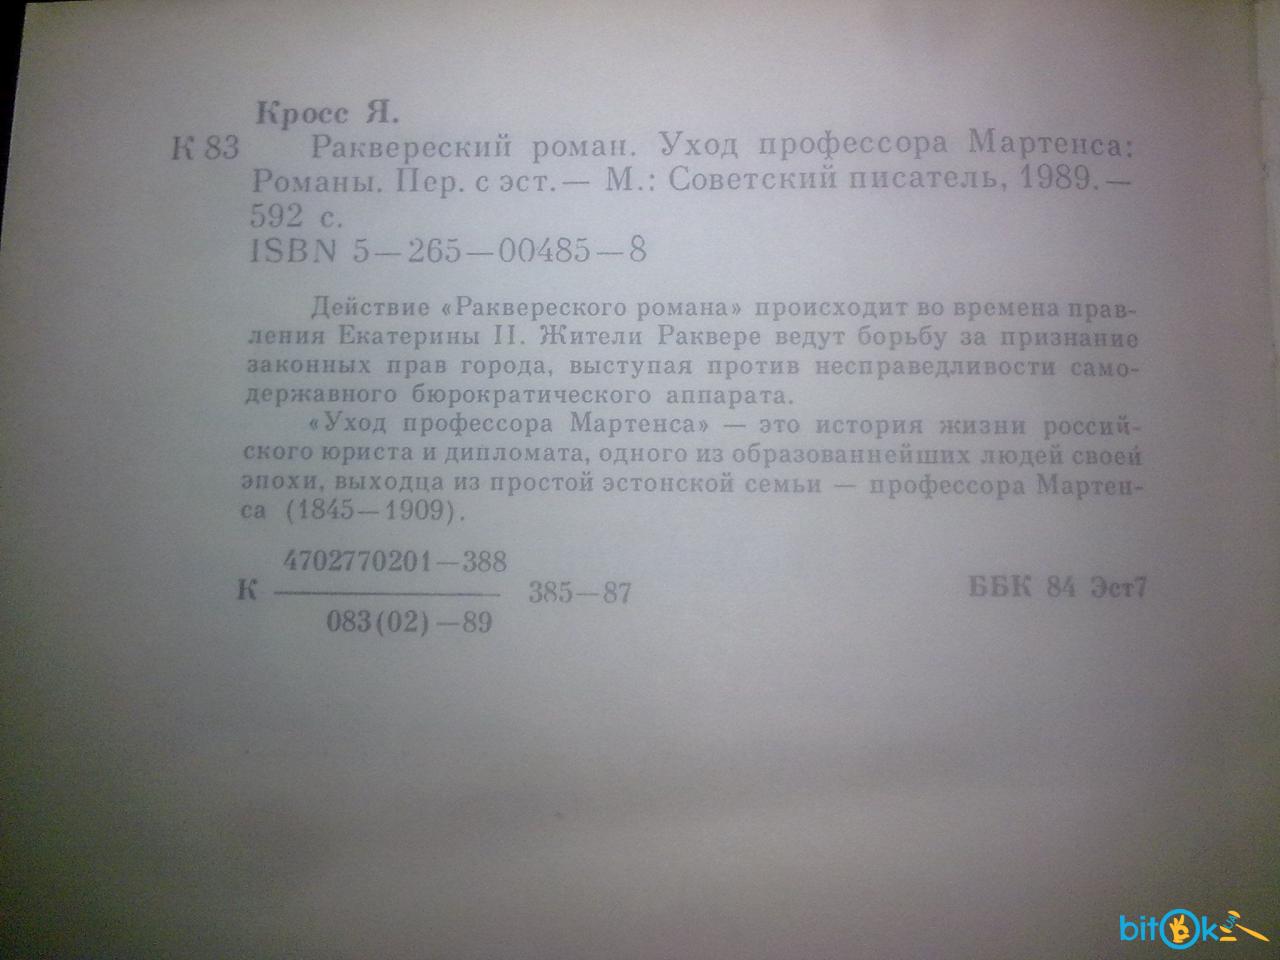 Кросс Я.
К 83 Раквереский роман. Уход профессора Мартенса:
Романы. Пер. с эст. — М.: Советский писатель, 1989. —
592 с.
ISBN 5—265—00485—8
Действие «Раквереского романа» происходит во времена прав-
ления Екатерины II. Жители Раквере ведут борьбу за признание
законных прав города, выступая против несправедливости само-
державного бюрократического аппарата.
«Уход профессора Мартенса» — это история жизни россий-
ского юриста и дипломата, одного из образованнейших людей своей
эпохи, выходца из простой эстонской семьи — профессора Мартен-
са (1845—1909).
4702770201—388
К 385—87 ББК 84 Эст7
083(02)—89
bitOk